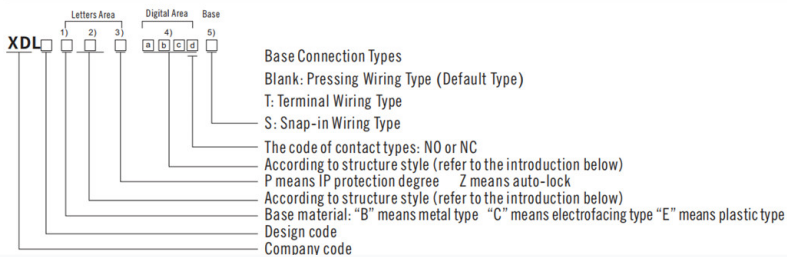 Letters Area Digital Area Base
1) 2) 3) 4) 5)
XDL a b c d
Base Connection Types
Blank: Pressing Wiring Type (Default Type)
T: Terminal Wiring Type
S: Snap-in Wiring Type
The code of contact types: NO or NC
According to structure style (refer to the introduction below)
P means IP protection degree Z means auto-lock
According to structure style (refer to the introduction below)
Base material: “B” means metal type “C” means electrofacing type “E” means plastic type
Design code
Company code